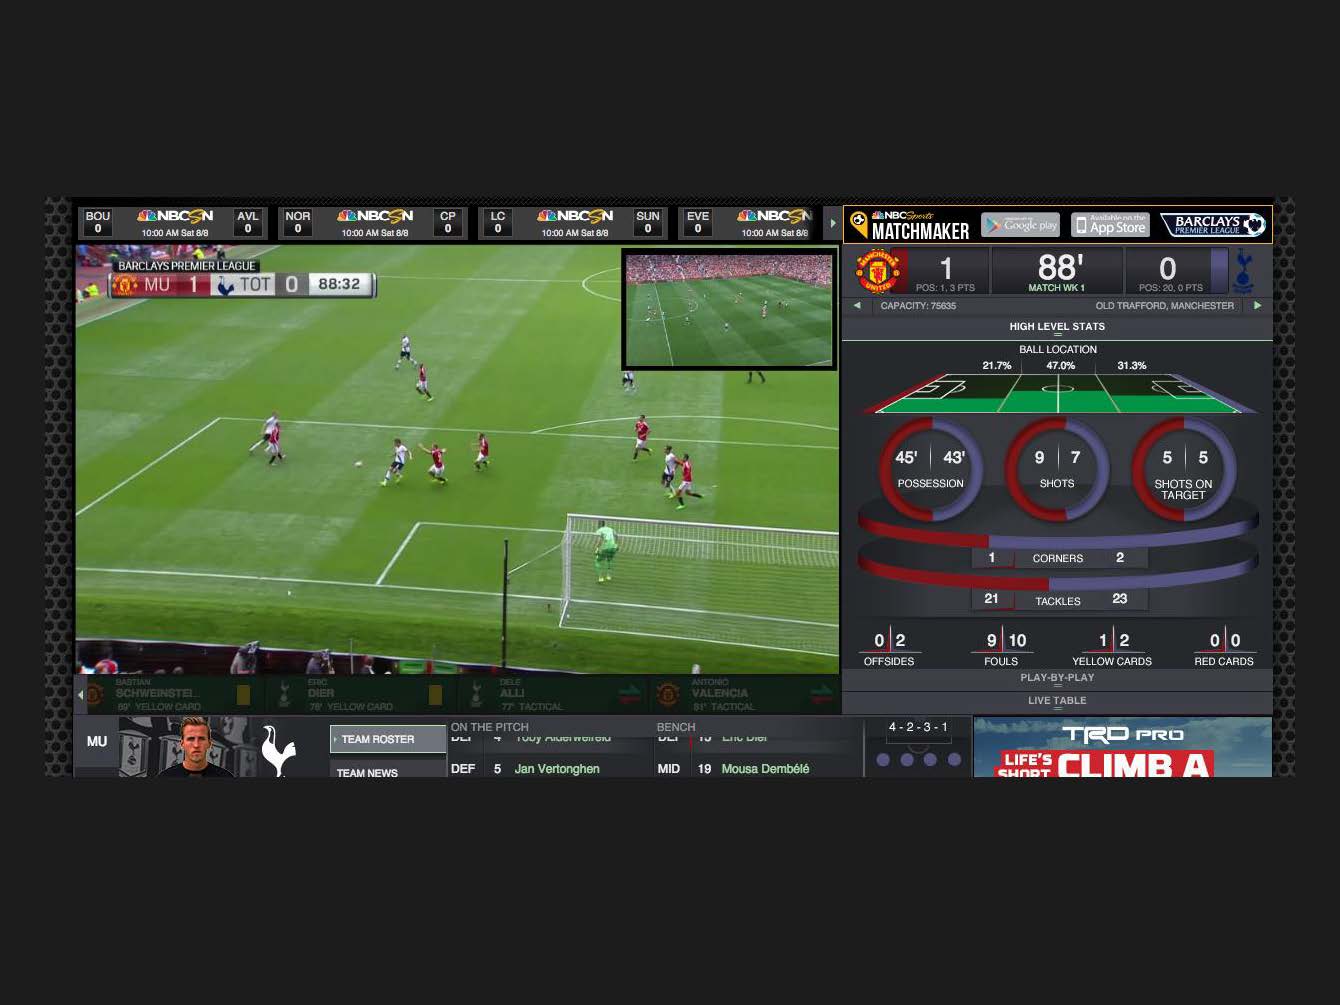 BOU
0
NBCSN
10:00 AM Sat 8/8
AVL
0
NOR
0
NBCSN
10:00 AM Sat 8/8
CP
0
LC
0
NBCSN
10:00 AM Sat 8/8
SUN
0
EVE
0
NBCSN
10:00 AM Sat 8/8
NBC Sports
MATCHMAKER
Google play
Available on the
App Store
BARCLAYS
PREMIER LEAGUE
BARCLAYS PREMIER LEAGUE
MU 1 TOT 0 88:32
MANCHESTER
UNITED
1
POS: 1, 3 PTS
88'
MATCH WK 1
0
POS: 20, 0 PTS
CAPACITY: 75635
OLD TRAFFORD, MANCHESTER
HIGH LEVEL STATS
BALL LOCATION
21.7% 47.0% 31.3%
45' 43'
POSSESSION
9 7
SHOTS
5 5
SHOTS ON
TARGET
1 CORNERS 2
21 TACKLES 23
0 2
OFFSIDES
9 10
FOULS
1 2
YELLOW CARDS
0 0
RED CARDS
PLAY-BY-PLAY
LIVE TABLE
BASTIAN
SCHWEINSTEI...
69' YELLOW CARD
ERIC
DIER
76' YELLOW CARD
DELE
ALLI
77' TACTICAL
ANTONIO
VALENCIA
81' TACTICAL
MU
TEAM ROSTER
TEAM NEWS
ON THE PITCH
DEF 4 Toby Alderweireld
DEF 5 Jan Vertonghen
BENCH
DEF 15 Eric Dier
MID 19 Mousa Dembélé
4-2-3-1
TRD PRO
LIFE'S
SHORT
CLIMB A